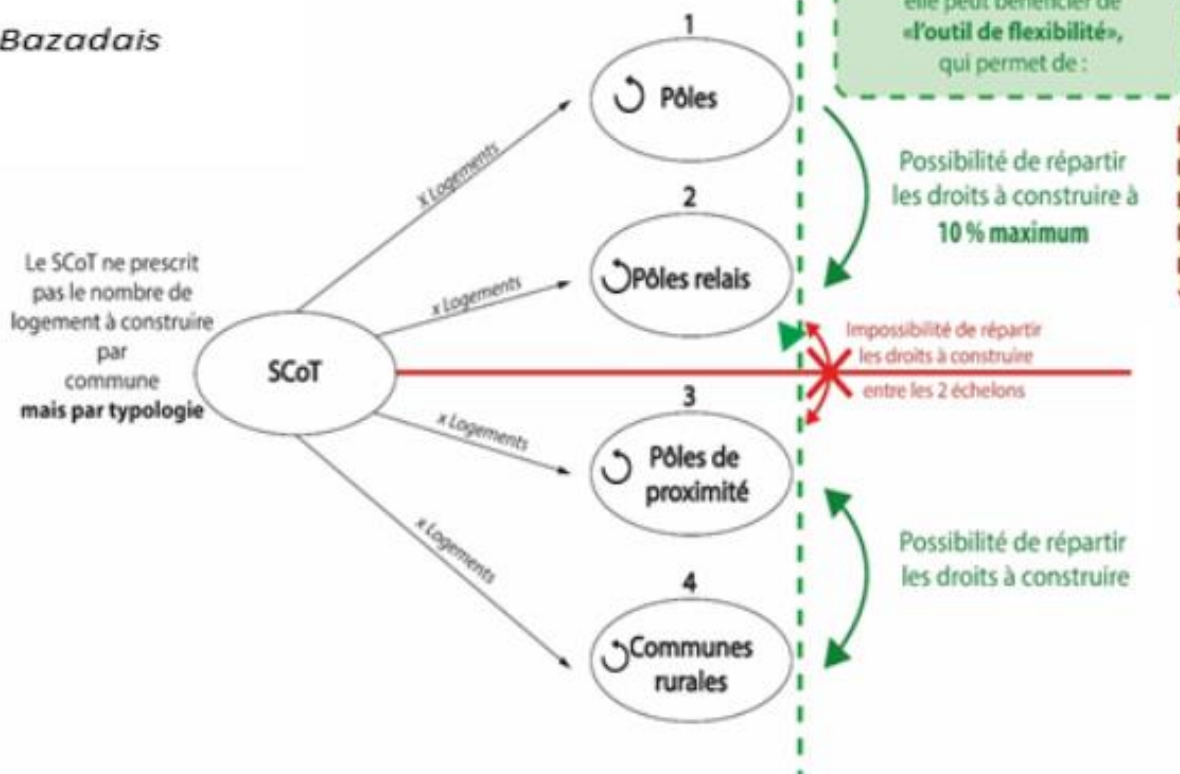 Bazadais
elle peut bénéficier de
«l'outil de flexibilité»,
qui permet de :
1
Pôles
x Logements
Possibilité de répartir
les droits à construire à
10 % maximum
2
Pôles relais
x Logements
Le SCoT ne prescrit
pas le nombre de
logement à construire
par
commune
mais par typologie
SCoT
Impossibilité de répartir
les droits à construire
entre les 2 échelons
3
Pôles de
proximité
x Logements
Possibilité de répartir
les droits à construire
4
Communes
rurales
x Logements